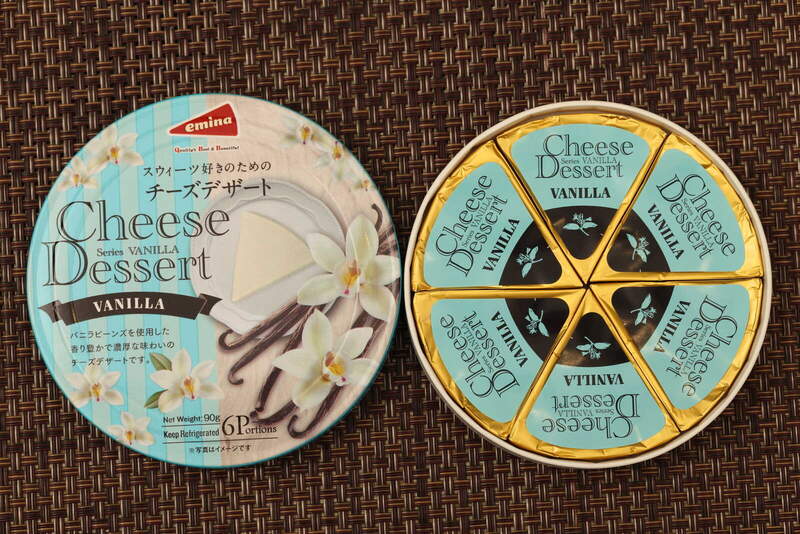 emina
Quality's Best & Beautiful
スウィーツ好きのための
チーズデザート
Cheese
Series VANILLA
Dessert
VANILLA
バニラビーンズを使用した
香り豊かで濃厚な味わいの
チーズデザートです。
Net Weight: 90g
Keep Refrigerated
6Portions
※写真はイメージです
Cheese
Series VANILLA
Dessert
VANILLA
Cheese
Series VANILLA
Dessert
VANILLA
Cheese
Series VANILLA
Dessert
VANILLA
Cheese
Series VANILLA
Dessert
VANILLA
Cheese
Series VANILLA
Dessert
VANILLA
Cheese
Series VANILLA
Dessert
VANILLA